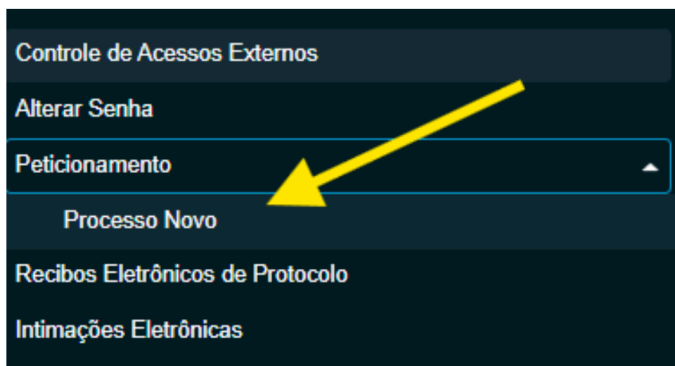 Controle de Acessos Externos
Alterar Senha
Peticionamento
Processo Novo
Recibos Eletrônicos de Protocolo
Intimações Eletrônicas